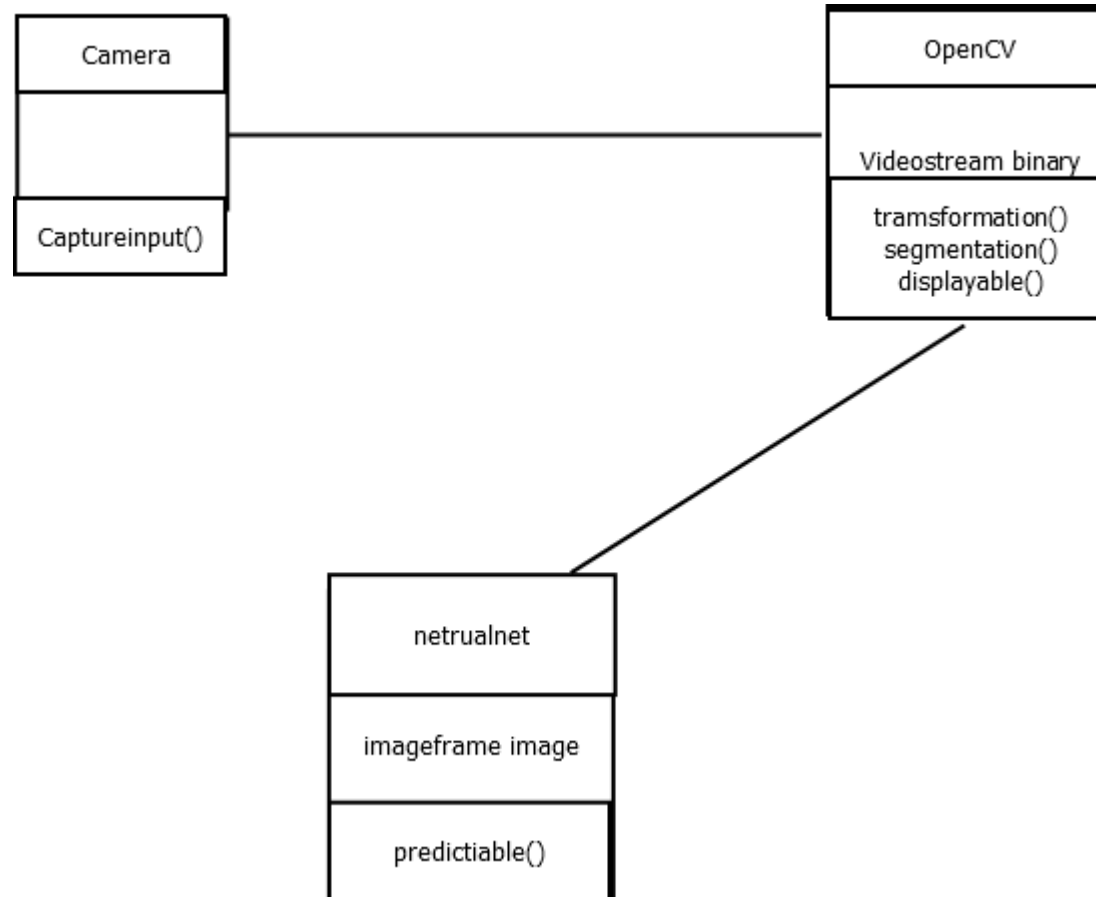 Camera
Captureinput()
OpenCV
Videostream binary
tramsformation()
segmentation()
displayable()
netrualnet
imageframe image
predictiable()